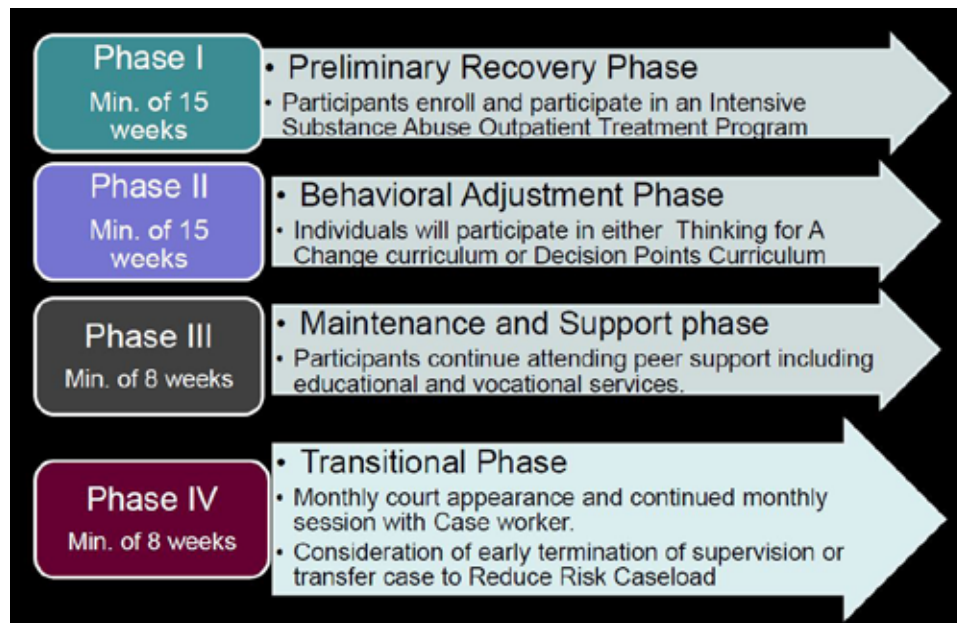 Phase I
Min. of 15
weeks
• Preliminary Recovery Phase
• Participants enroll and participate in an Intensive
Substance Abuse Outpatient Treatment Program
Phase II
Min. of 15
weeks
• Behavioral Adjustment Phase
• Individuals will participate in either Thinking for A
Change curriculum or Decision Points Curriculum
Phase III
Min. of 8 weeks
• Maintenance and Support phase
• Participants continue attending peer support including
educational and vocational services.
Phase IV
Min. of 8 weeks
• Transitional Phase
• Monthly court appearance and continued monthly
session with Case worker.
• Consideration of early termination of supervision or
transfer case to Reduce Risk Caseload